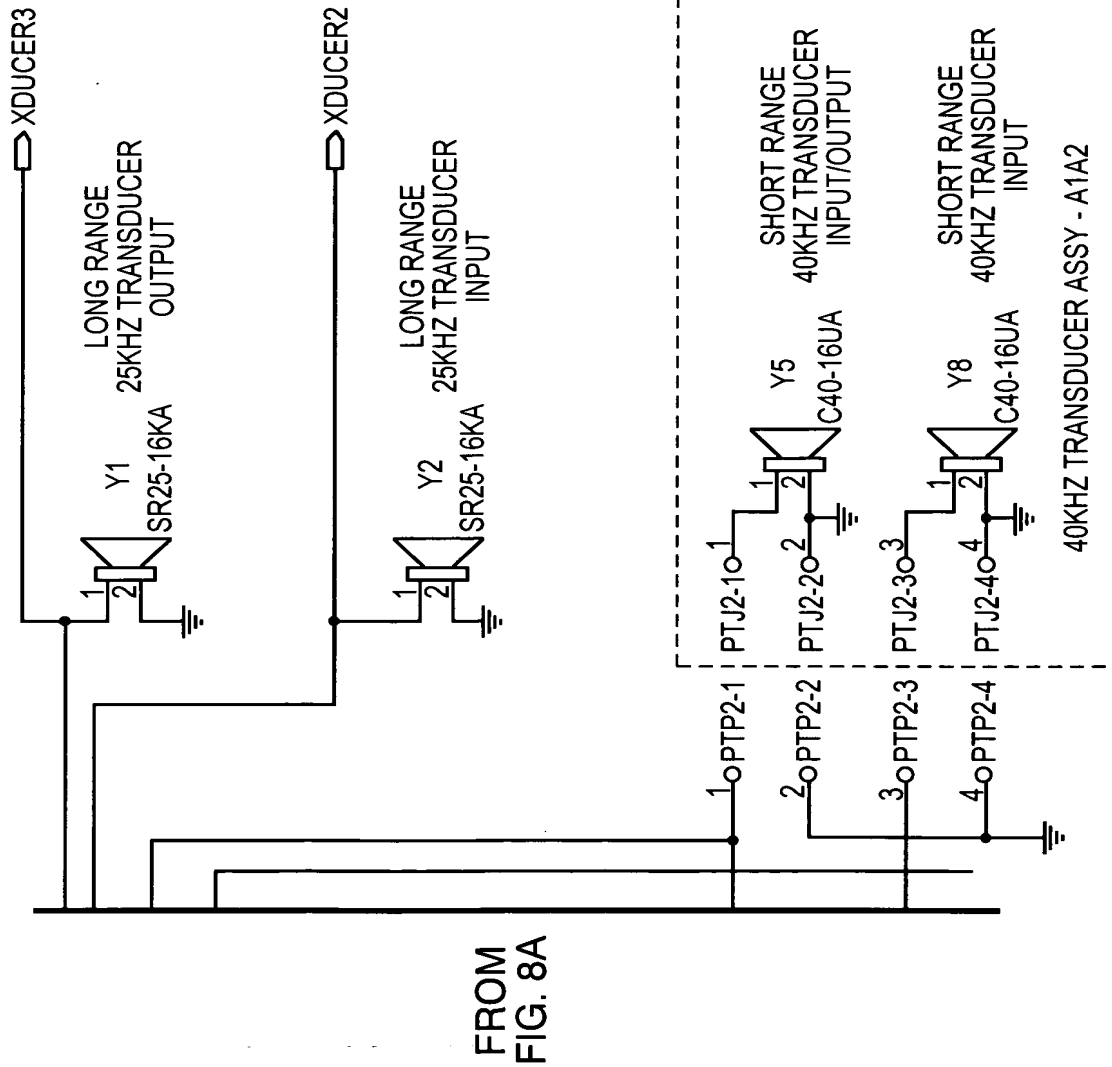 XDUCER3
LONG RANGE
25KHZ TRANSDUCER
OUTPUT
Y1
SR25-16KA
1
2
XDUCER2
LONG RANGE
25KHZ TRANSDUCER
INPUT
Y2
SR25-16KA
1
2
FROM
FIG. 8A
1
PTP2-1
2
PTP2-2
3
PTP2-3
4
PTP2-4
PTJ2-1
1
PTJ2-2
2
PTJ2-3
3
PTJ2-4
4
1
2
Y5
C40-16UA
SHORT RANGE
40KHZ TRANSDUCER
INPUT/OUTPUT
1
2
Y8
C40-16UA
SHORT RANGE
40KHZ TRANSDUCER
INPUT
40KHZ TRANSDUCER ASSY - A1A2